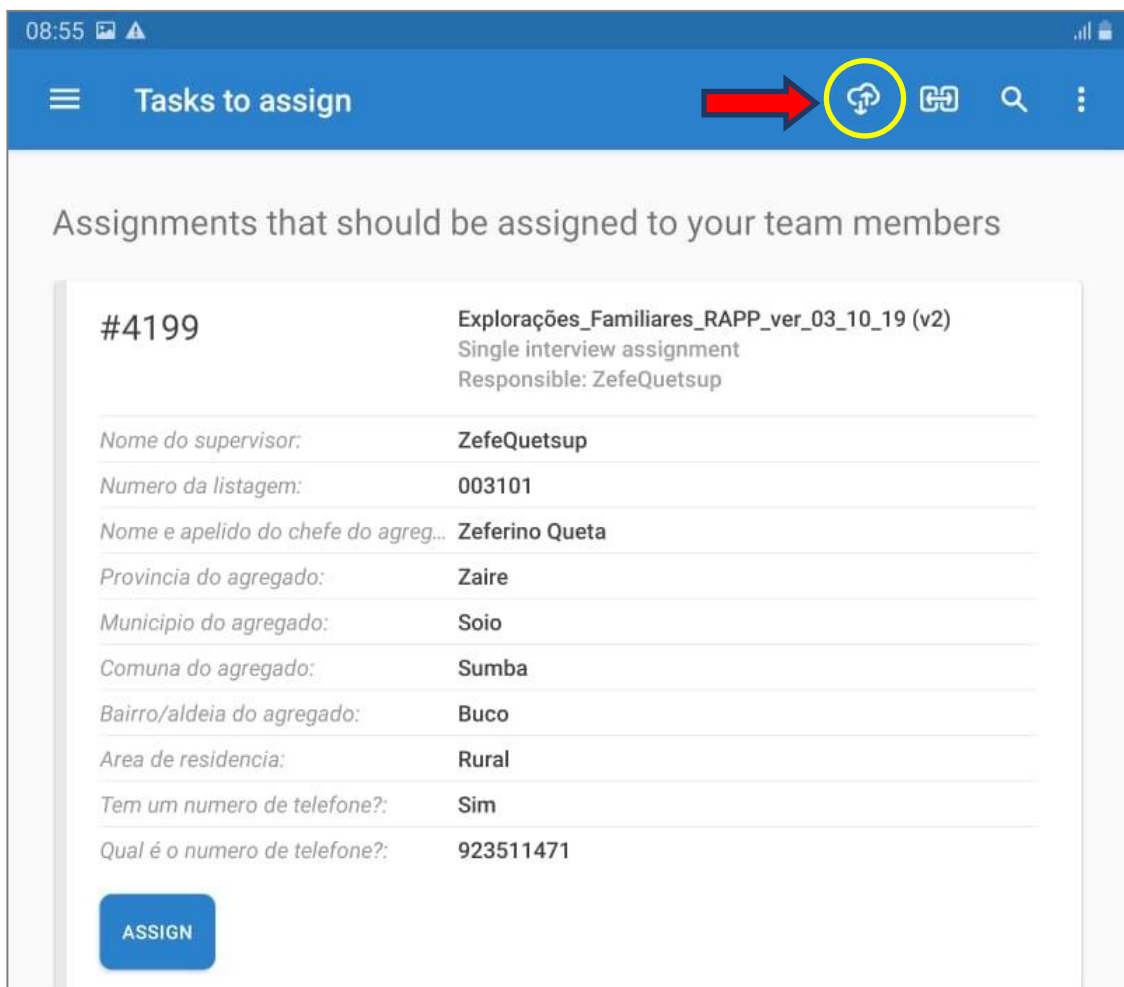 08:55
Tasks to assign
Assignments that should be assigned to your team members
#4199
Explorações_Familiares_RAPP_ver_03_10_19 (v2)
Single interview assignment
Responsible: ZefeQuetsup
Nome do supervisor: ZefeQuetsup
Numero da listagem: 003101
Nome e apelido do chefe do agreg... Zeferino Queta
Provincia do agregado: Zaire
Municipio do agregado: Soio
Comuna do agregado: Sumba
Bairro/aldeia do agregado: Buco
Area de residencia: Rural
Tem um numero de telefone?: Sim
Qual é o numero de telefone?: 923511471
ASSIGN